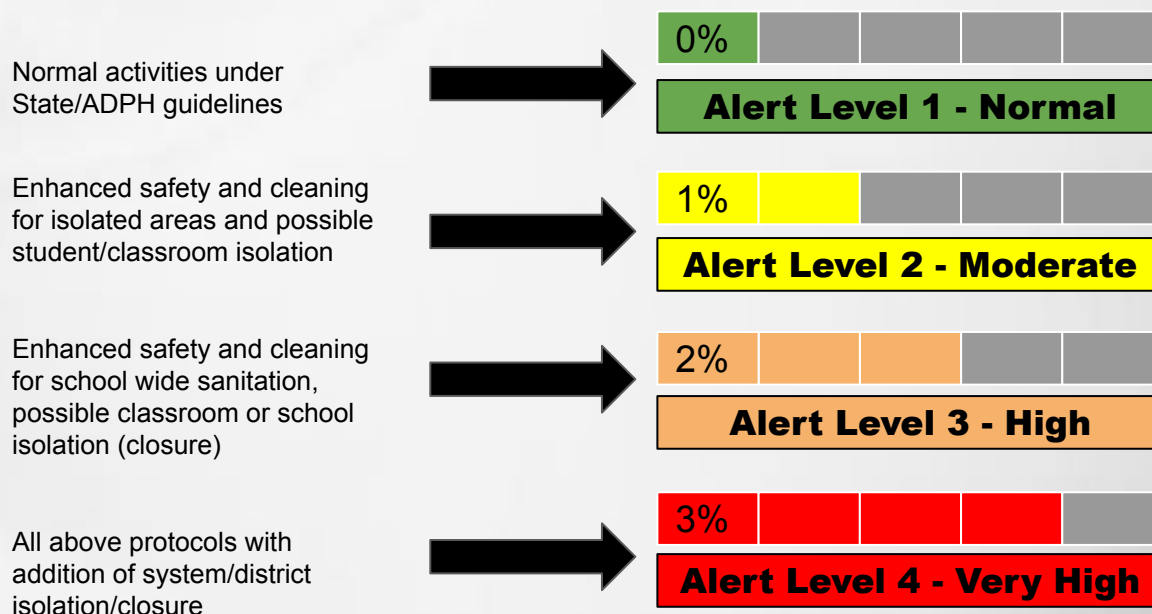 Normal activities under
State/ADPH guidelines
0%
Alert Level 1 - Normal
Enhanced safety and cleaning
for isolated areas and possible
student/classroom isolation
1%
Alert Level 2 - Moderate
Enhanced safety and cleaning
for school wide sanitation,
possible classroom or school
isolation (closure)
2%
Alert Level 3 - High
All above protocols with
addition of system/district
isolation/closure
3%
Alert Level 4 - Very High